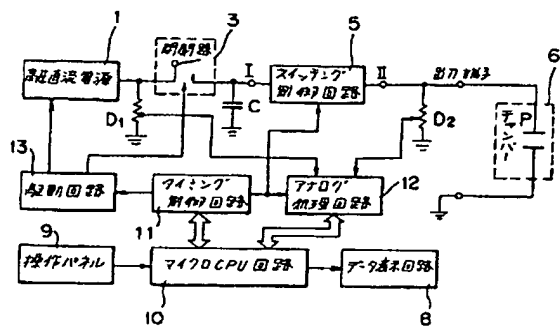 1
高圧直流電源
開閉路
3
I
C
D1
5
スイッチング
制御回路
II
出力端子
D2
6
チャンバー
P
13
駆動回路
タイミング
制御回路
11
アナログ
処理回路
12
9
操作パネル
マイクロCPU回路
10
データ表示回路
8